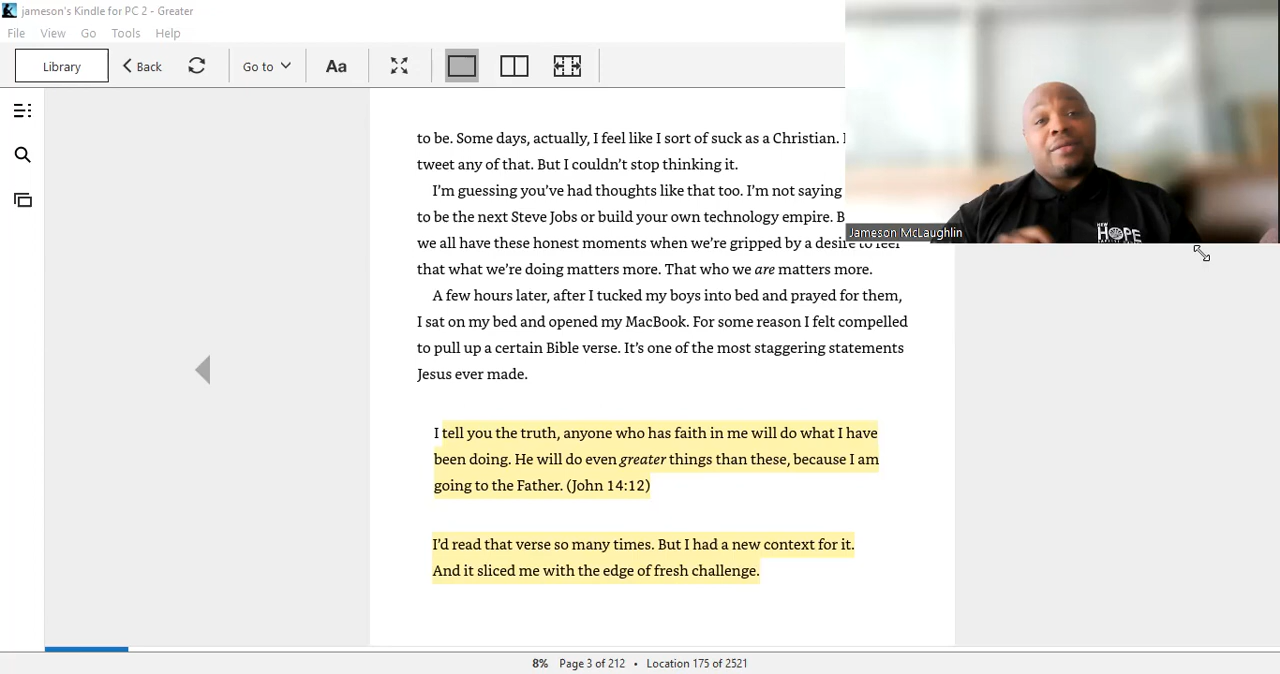 jameson's Kindle for PC 2 - Greater
File View Go Tools Help
Library Back Go to Aa
to be. Some days, actually, I feel like I sort of suck as a Christian.
tweet any of that. But I couldn't stop thinking it.
I'm guessing you've had thoughts like that too. I'm not saying
to be the next Steve Jobs or build your own technology empire.
we all have these honest moments when we're gripped by a desire to feel
that what we're doing matters more. That who we are matters more.
A few hours later, after I tucked my boys into bed and prayed for them,
I sat on my bed and opened my MacBook. For some reason I felt compelled
to pull up a certain Bible verse. It's one of the most staggering statements
Jesus ever made.
I tell you the truth, anyone who has faith in me will do what I have
been doing. He will do even greater things than these, because I am
going to the Father. (John 14:12)
I'd read that verse so many times. But I had a new context for it.
And it sliced me with the edge of fresh challenge.
8% Page 3 of 212 • Location 175 of 2521
NEW
HOPE
Jameson McLaughlin